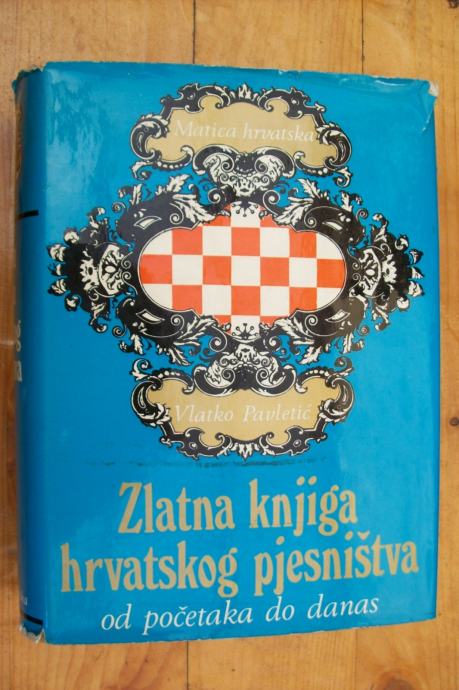 Matica hrvatska
Vlatko Pavletić
Zlatna knjiga
hrvatskog pjesništva
od početaka do danas